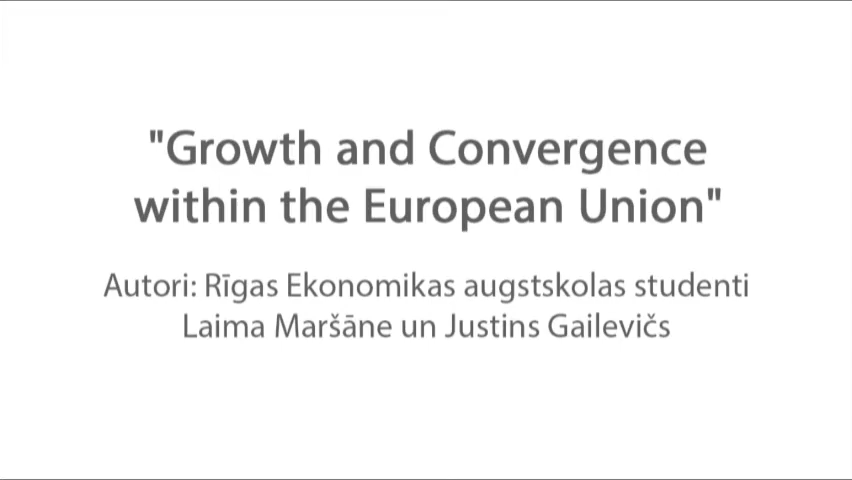 "Growth and Convergence
within the European Union"
Autori: Rīgas Ekonomikas augstskolas studenti
Laima Maršāne un Justins Gailevičs